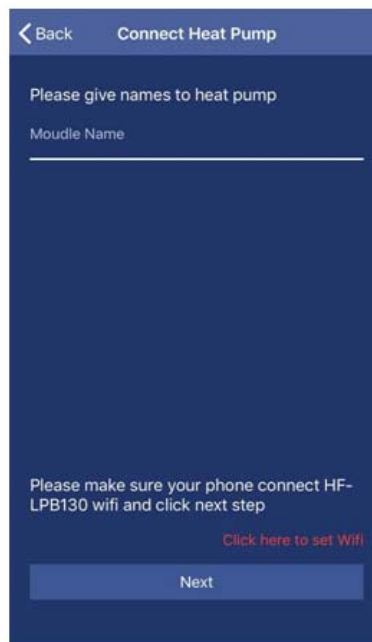 Back Connect Heat Pump
Please give names to heat pump
Moudle Name
Please make sure your phone connect HF-
LPB130 wifi and click next step
Click here to set Wifi
Next